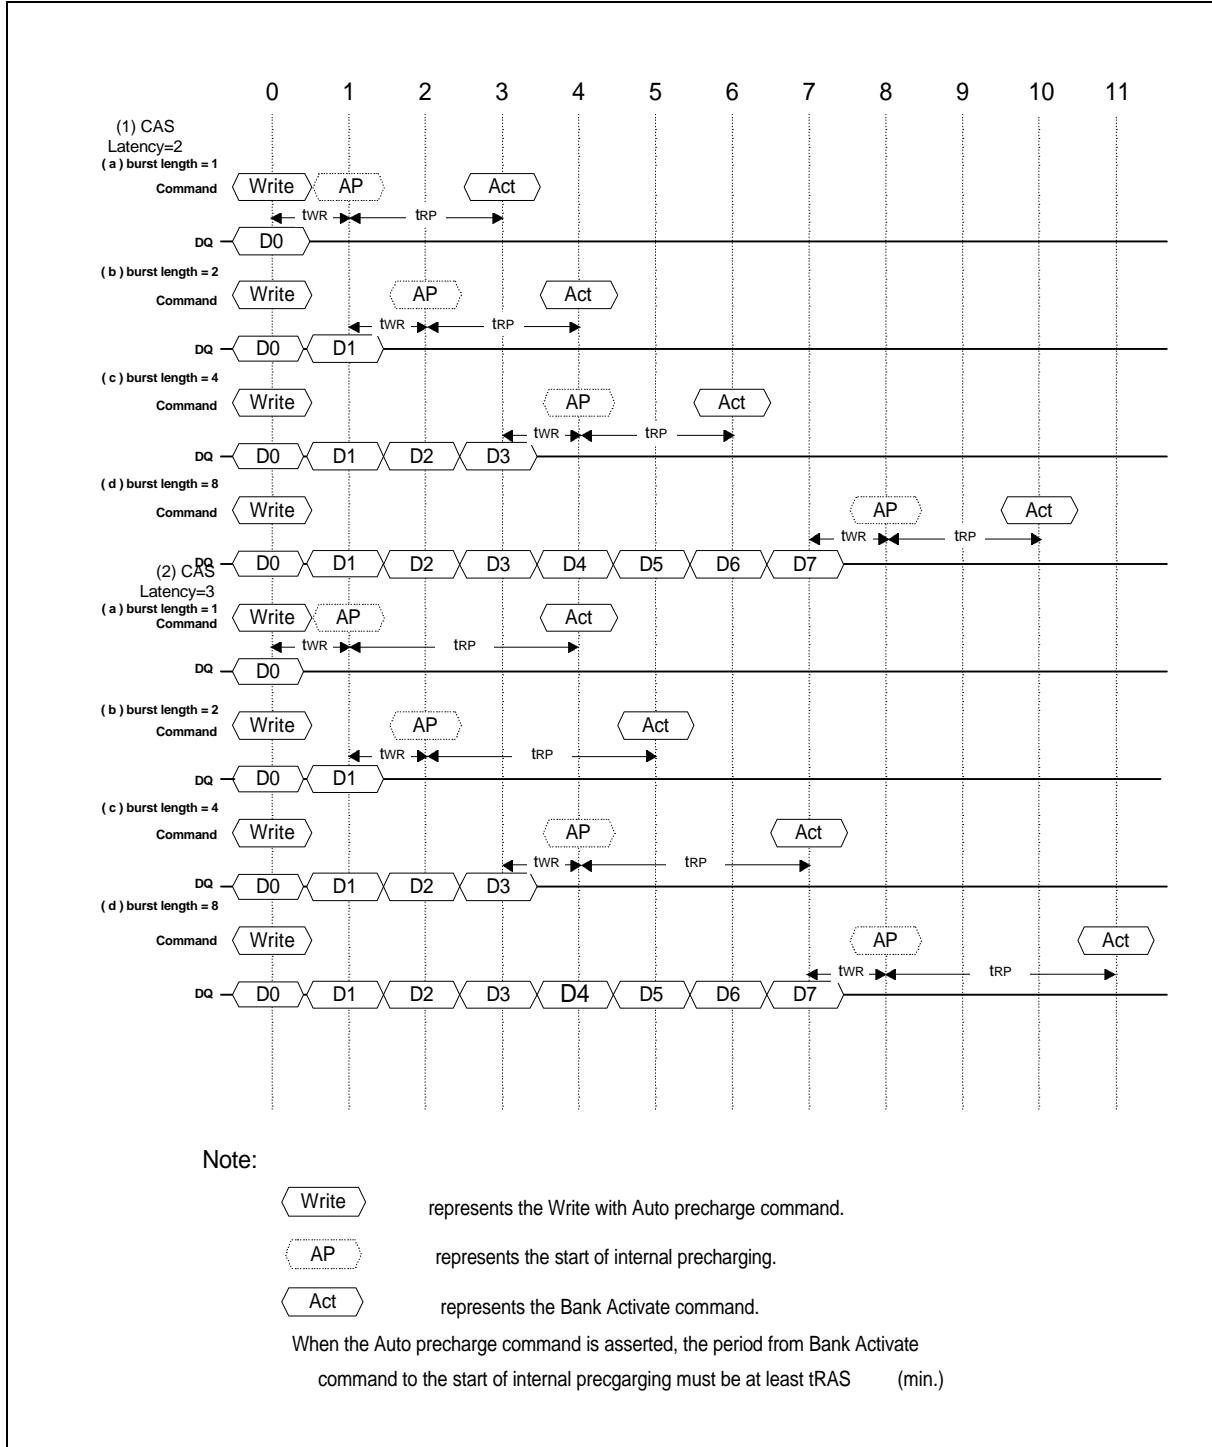 0 1 2 3 4 5 6 7 8 9 10 11
(1) CAS
Latency=2
( a ) burst length = 1
Command Write AP Act
tWR tRP
DQ D0
( b ) burst length = 2
Command Write AP Act
tWR tRP
DQ D0 D1
( c ) burst length = 4
Command Write AP Act
tWR tRP
DQ D0 D1 D2 D3
( d ) burst length = 8
Command Write AP Act
tWR tRP
DQ D0 D1 D2 D3 D4 D5 D6 D7
(2) CAS
Latency=3
( a ) burst length = 1
Command Write AP Act
tWR tRP
DQ D0
( b ) burst length = 2
Command Write AP Act
tWR tRP
DQ D0 D1
( c ) burst length = 4
Command Write AP Act
tWR tRP
DQ D0 D1 D2 D3
( d ) burst length = 8
Command Write AP Act
tWR tRP
DQ D0 D1 D2 D3 D4 D5 D6 D7
Note:
Write represents the Write with Auto precharge command.
AP represents the start of internal precharging.
Act represents the Bank Activate command.
When the Auto precharge command is asserted, the period from Bank Activate
command to the start of internal precgarging must be at least tRAS (min.)